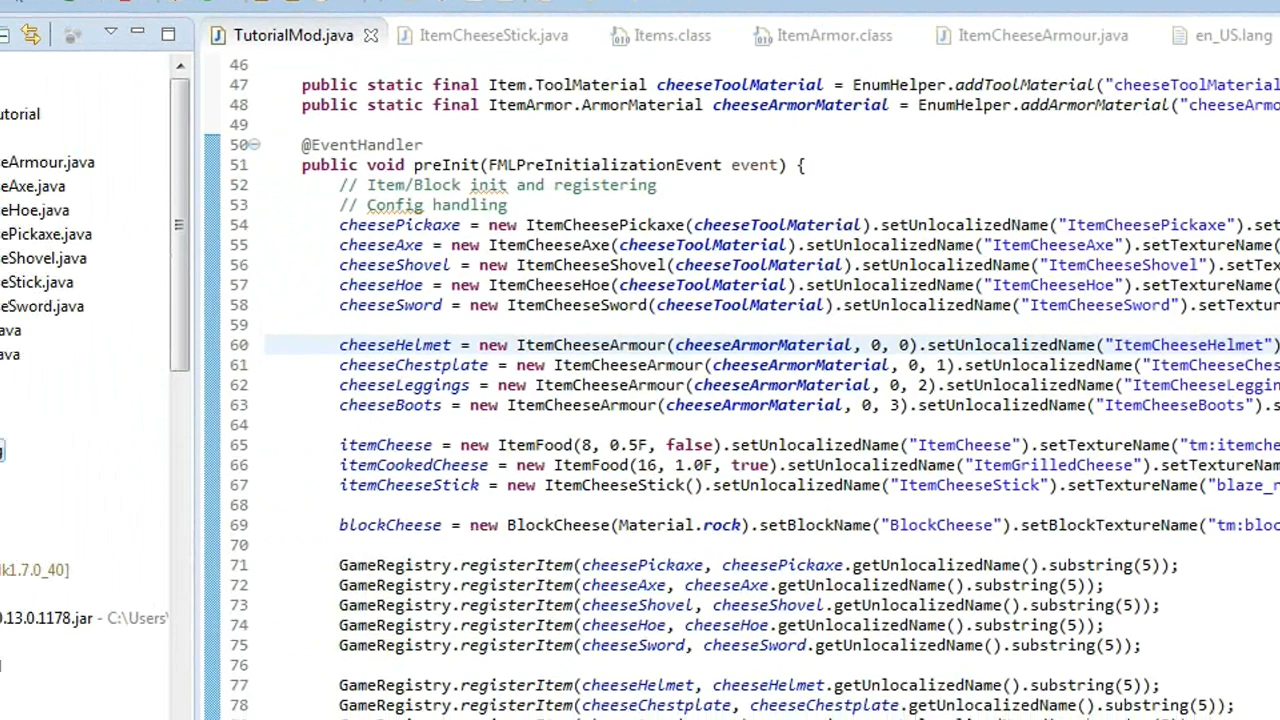 TutorialMod.java ItemCheeseStick.java Items.class ItemArmor.class ItemCheeseArmour.java en_US.lang
utorial
eArmour.java
eAxe.java
eHoe.java
ePickaxe.java
eShovel.java
eStick.java
eSword.java
ava
ava
k1.7.0_40]
0.13.0.1178.jar - C:\Users\
46
47 public static final Item.ToolMaterial cheeseToolMaterial = EnumHelper.addToolMaterial("cheeseToolMaterial
48 public static final ItemArmor.ArmorMaterial cheeseArmorMaterial = EnumHelper.addArmorMaterial("cheeseArmo
49
50 @EventHandler
51 public void preInit(FMLPreInitializationEvent event) {
52 // Item/Block init and registering
53 // Config handling
54 cheesePickaxe = new ItemCheesePickaxe(cheeseToolMaterial).setUnlocalizedName("ItemCheesePickaxe").set
55 cheeseAxe = new ItemCheeseAxe(cheeseToolMaterial).setUnlocalizedName("ItemCheeseAxe").setTextureName(
56 cheeseShovel = new ItemCheeseShovel(cheeseToolMaterial).setUnlocalizedName("ItemCheeseShovel").setTex
57 cheeseHoe = new ItemCheeseHoe(cheeseToolMaterial).setUnlocalizedName("ItemCheeseHoe").setTextureName(
58 cheeseSword = new ItemCheeseSword(cheeseToolMaterial).setUnlocalizedName("ItemCheeseSword").setTextur
59
60 cheeseHelmet = new ItemCheeseArmour(cheeseArmorMaterial, 0, 0).setUnlocalizedName("ItemCheeseHelmet")
61 cheeseChestplate = new ItemCheeseArmour(cheeseArmorMaterial, 0, 1).setUnlocalizedName("ItemCheeseChes
62 cheeseLeggings = new ItemCheeseArmour(cheeseArmorMaterial, 0, 2).setUnlocalizedName("ItemCheeseLeggin
63 cheeseBoots = new ItemCheeseArmour(cheeseArmorMaterial, 0, 3).setUnlocalizedName("ItemCheeseBoots").s
64
65 itemCheese = new ItemFood(8, 0.5F, false).setUnlocalizedName("ItemCheese").setTextureName("tm:itemche
66 itemCookedCheese = new ItemFood(16, 1.0F, true).setUnlocalizedName("ItemGrilledCheese").setTextureNam
67 itemCheeseStick = new ItemCheeseStick().setUnlocalizedName("ItemCheeseStick").setTextureName("blaze_r
68
69 blockCheese = new BlockCheese(Material.rock).setBlockName("BlockCheese").setBlockTextureName("tm:bloc
70
71 GameRegistry.registerItem(cheesePickaxe, cheesePickaxe.getUnlocalizedName().substring(5));
72 GameRegistry.registerItem(cheeseAxe, cheeseAxe.getUnlocalizedName().substring(5));
73 GameRegistry.registerItem(cheeseShovel, cheeseShovel.getUnlocalizedName().substring(5));
74 GameRegistry.registerItem(cheeseHoe, cheeseHoe.getUnlocalizedName().substring(5));
75 GameRegistry.registerItem(cheeseSword, cheeseSword.getUnlocalizedName().substring(5));
76
77 GameRegistry.registerItem(cheeseHelmet, cheeseHelmet.getUnlocalizedName().substring(5));
78 GameRegistry.registerItem(cheeseChestplate, cheeseChestplate.getUnlocalizedName().substring(5));